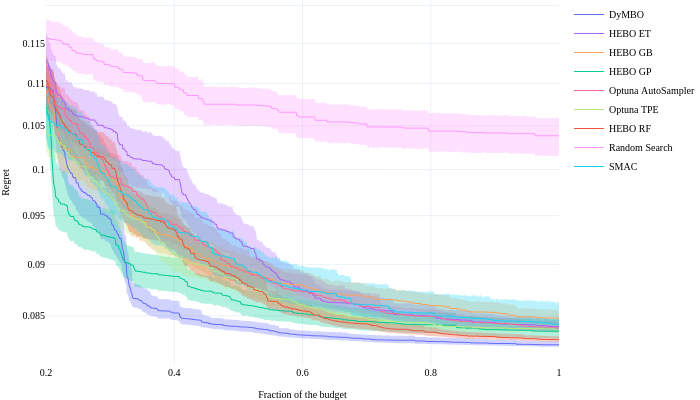 0.115
0.11
0.105
0.1
0.095
0.09
0.085
Regret
0.2
0.4
0.6
0.8
1
Fraction of the budget
DyMBO
HEBO ET
HEBO GB
HEBO GP
Optuna AutoSampler
Optuna TPE
HEBO RF
Random Search
SMAC